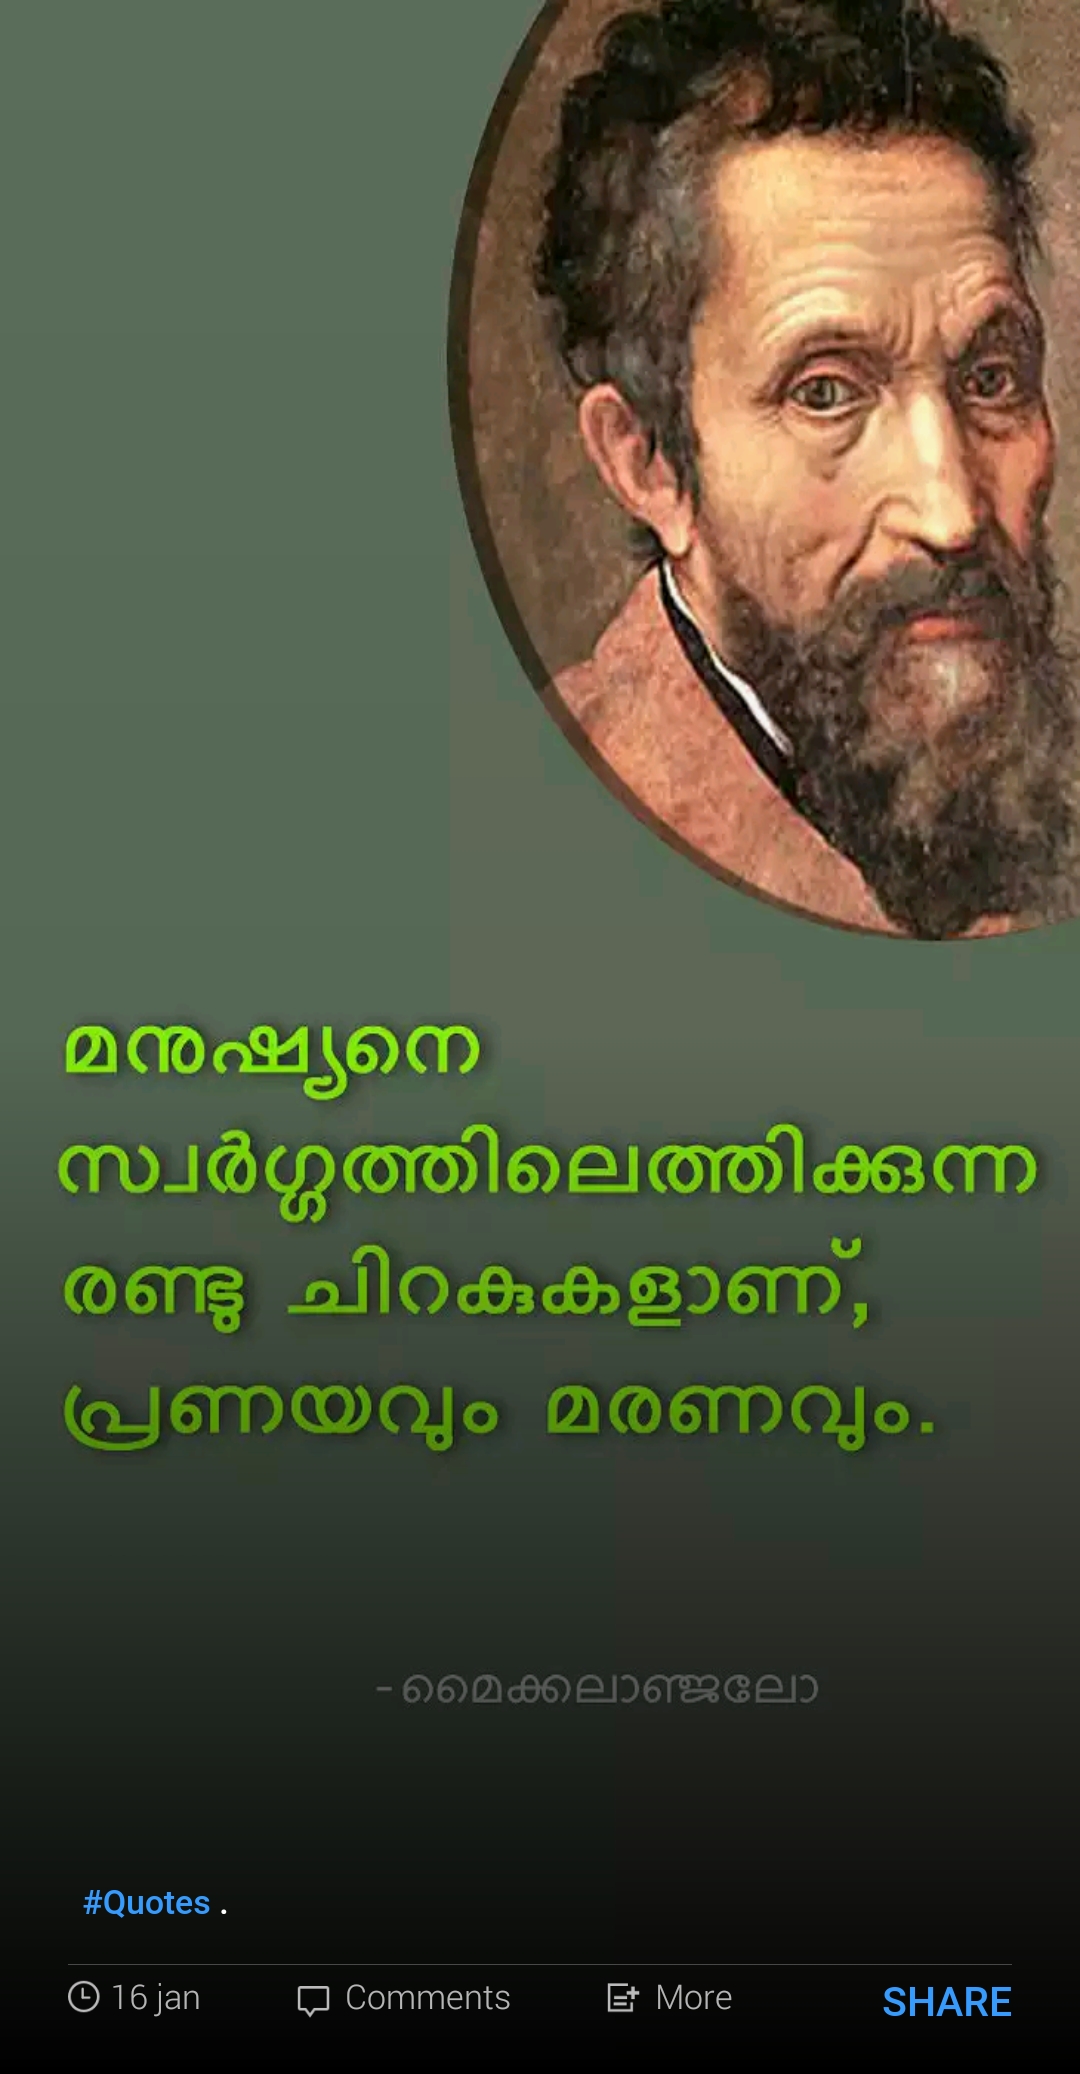 മനുഷ്യനെ
സ്വർഗ്ഗത്തിലെത്തിക്കുന്ന
രണ്ടു ചിറകുകളാണ്,
പ്രണയവും മരണവും.
-മൈക്കലാഞ്ജലോ
#Quotes .
16 jan Comments More SHARE